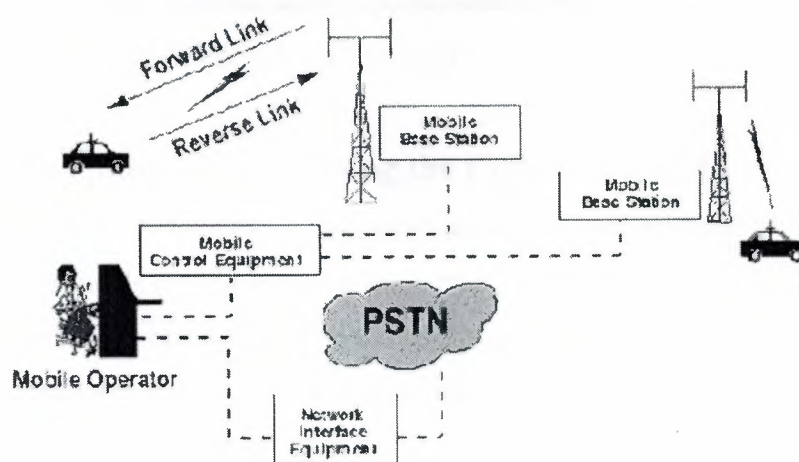 Forward Link
Reverse Link
Mobile
Base Station
Mobile
Base Station
Mobile
Control Equipment
PSTN
Mobile Operator
Network
Interface
Equipment